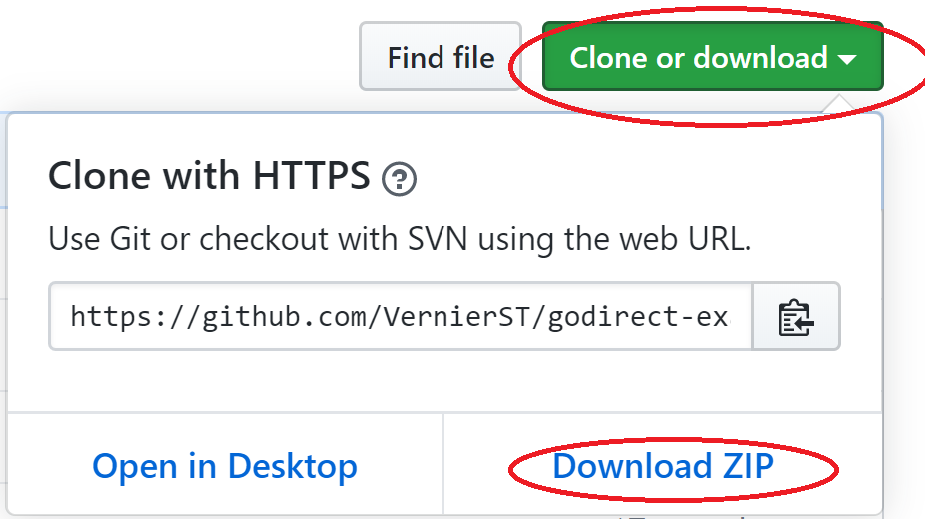 Find file
Clone or download
Clone with HTTPS
Use Git or checkout with SVN using the web URL.
https://github.com/VernierST/godirect-ex
Open in Desktop
Download ZIP